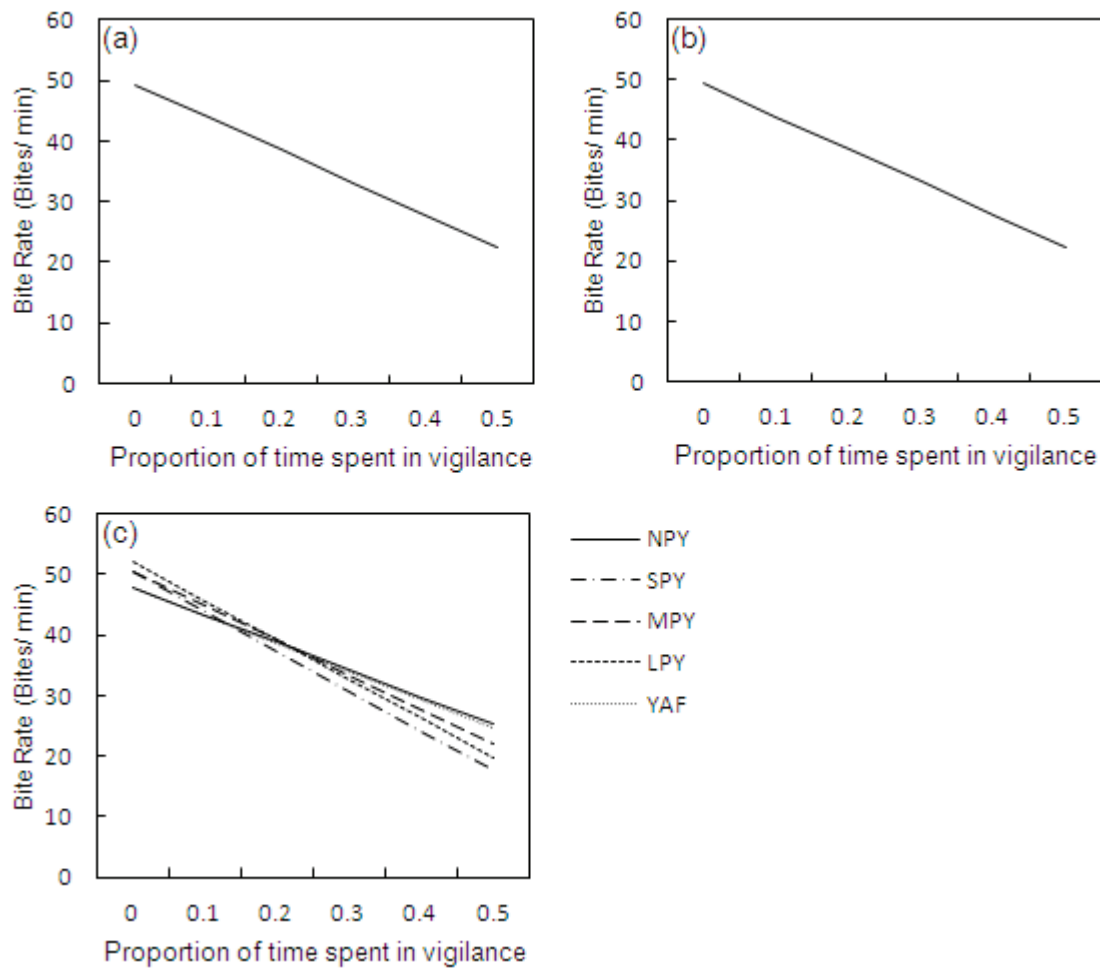 (a)
60
50
40
30
20
10
0
Bite Rate (Bites/ min)
0 0.1 0.2 0.3 0.4 0.5
Proportion of time spent in vigilance
(b)
60
50
40
30
20
10
0
Bite Rate (Bites/ min)
0 0.1 0.2 0.3 0.4 0.5
Proportion of time spent in vigilance
(c)
60
50
40
30
20
10
0
Bite Rate (Bites/ min)
0 0.1 0.2 0.3 0.4 0.5
Proportion of time spent in vigilance
NPY
SPY
MPY
LPY
YAF